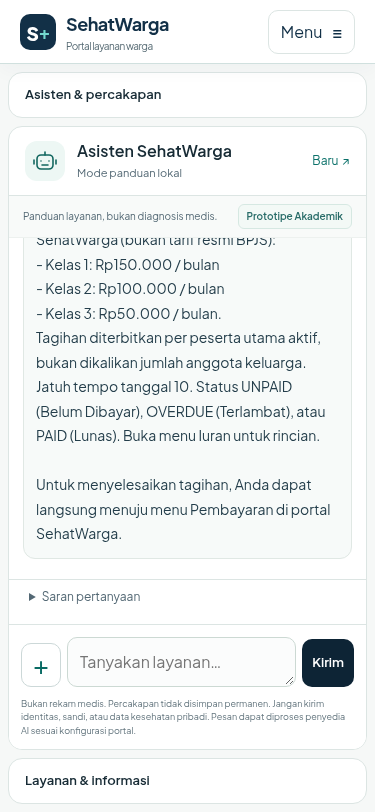 S+ SehatWarga
Portal layanan warga
Menu ≡
Asisten & percakapan
Asisten SehatWarga
Mode panduan lokal
Baru ↗
Panduan layanan, bukan diagnosis medis.
Prototipe Akademik
SehatWarga (bukan tarif resmi BPJS):
- Kelas 1: Rp150.000 / bulan
- Kelas 2: Rp100.000 / bulan
- Kelas 3: Rp50.000 / bulan.
Tagihan diterbitkan per peserta utama aktif,
bukan dikalikan jumlah anggota keluarga.
Jatuh tempo tanggal 10. Status UNPAID
(Belum Dibayar), OVERDUE (Terlambat), atau
PAID (Lunas). Buka menu Iuran untuk rincian.
Untuk menyelesaikan tagihan, Anda dapat
langsung menuju menu Pembayaran di portal
SehatWarga.
▶ Saran pertanyaan
+
Tanyakan layanan...
Kirim
Bukan rekam medis. Percakapan tidak disimpan permanen. Jangan kirim
identitas, sandi, atau data kesehatan pribadi. Pesan dapat diproses penyedia
AI sesuai konfigurasi portal.
Layanan & informasi